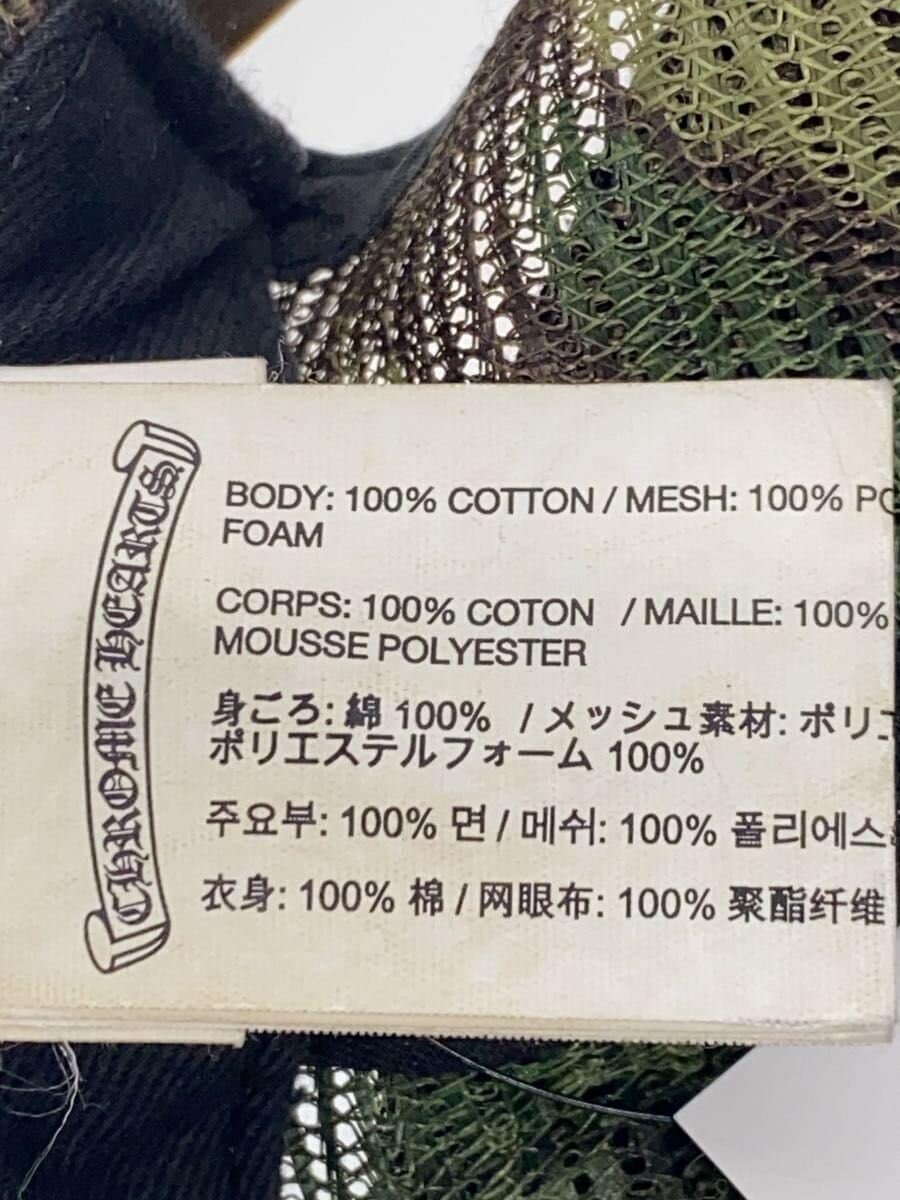 CHROME HEARTS
BODY: 100% COTTON / MESH: 100%
FOAM
CORPS: 100% COTON / MAILLE: 100%
MOUSSE POLYESTER
身ごろ: 綿 100% / メッシュ素材:
ポリエステルフォーム 100%
주요부: 100% 면 / 메쉬: 100% 폴리에스
衣身: 100% 棉 / 网眼布: 100% 聚酯纤维